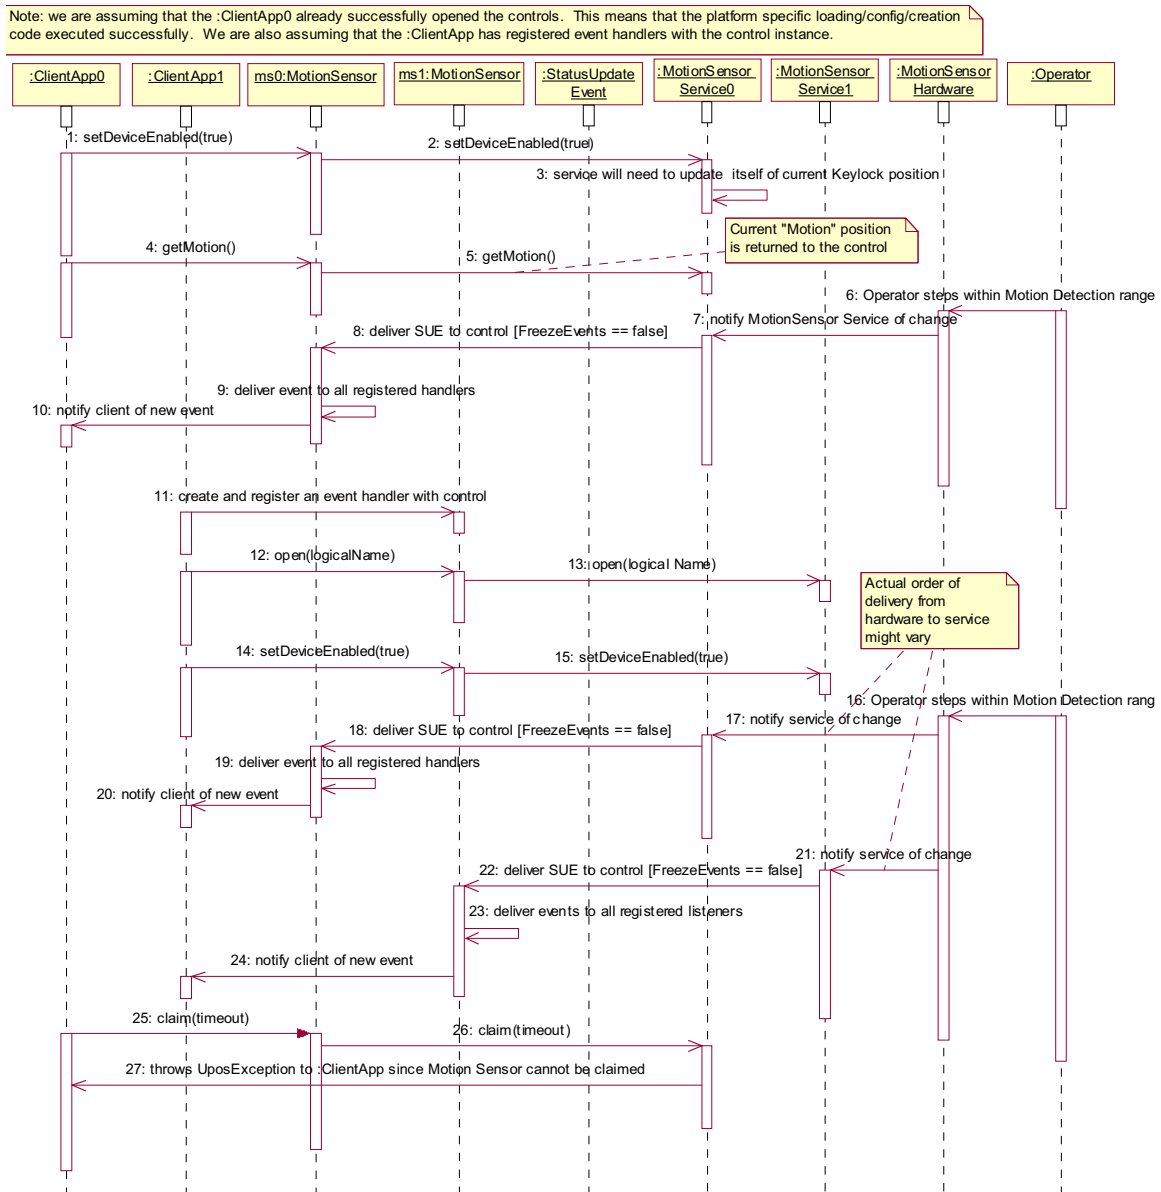 Note: we are assuming that the :ClientApp0 already successfully opened the controls.  This means that the platform specific loading/config/creation
code executed successfully.  We are also assuming that the :ClientApp has registered event handlers with the control instance.
:ClientApp0
:ClientApp1
ms0:MotionSensor
ms1:MotionSensor
:StatusUpdate
Event
:MotionSensor
Service0
:MotionSensor
Service1
:MotionSensor
Hardware
:Operator
1: setDeviceEnabled(true)
2: setDeviceEnabled(true)
3: service will need to update  itself of current Keylock position
Current "Motion" position
is returned to the control
4: getMotion()
5: getMotion()
6: Operator steps within Motion Detection range
7: notify MotionSensor Service of change
8: deliver SUE to control [FreezeEvents == false]
9: deliver event to all registered handlers
10: notify client of new event
11: create and register an event handler with control
12: open(logicalName)
13: open(logical Name)
Actual order of
delivery from
hardware to service
might vary
14: setDeviceEnabled(true)
15: setDeviceEnabled(true)
16: Operator steps within Motion Detection rang
17: notify service of change
18: deliver SUE to control [FreezeEvents == false]
19: deliver event to all registered handlers
20: notify client of new event
21: notify service of change
22: deliver SUE to control [FreezeEvents == false]
23: deliver events to all registered listeners
24: notify client of new event
25: claim(timeout)
26: claim(timeout)
27: throws UposException to :ClientApp since Motion Sensor cannot be claimed